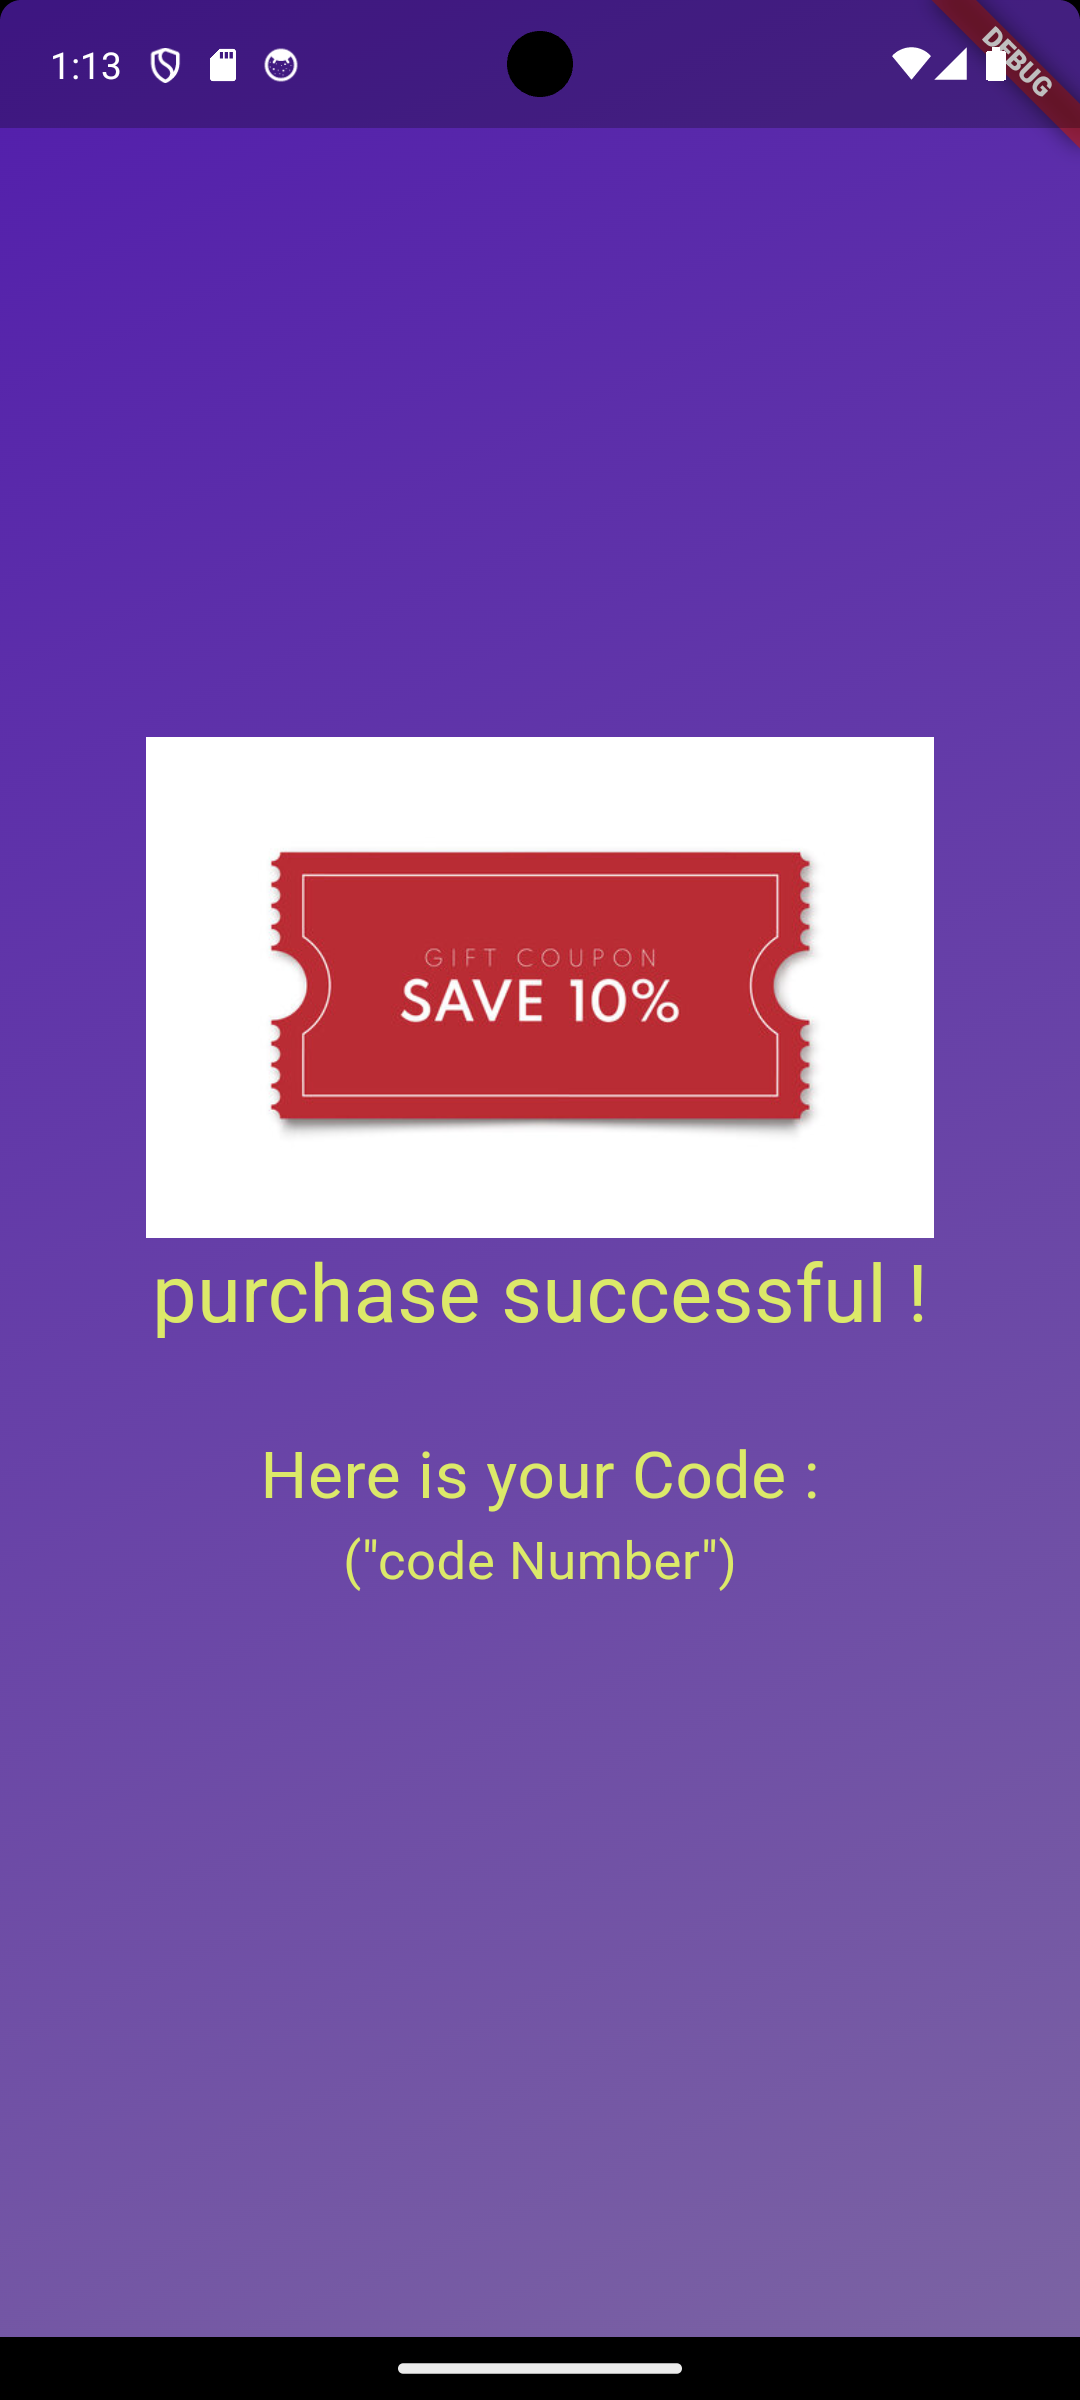 1:13
DEBUG
GIFT COUPON
SAVE 10%
purchase successful !
Here is your Code :
("code Number")